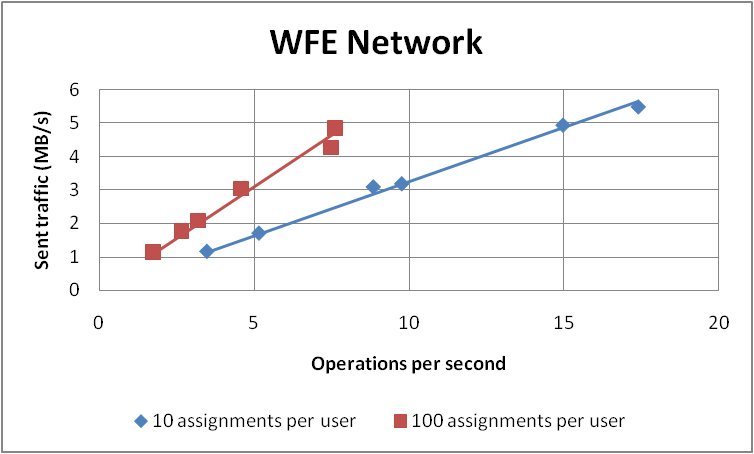 WFE Network
Sent traffic (MB/s)
6
5
4
3
2
1
0
0 5 10 15 20
Operations per second
10 assignments per user 100 assignments per user